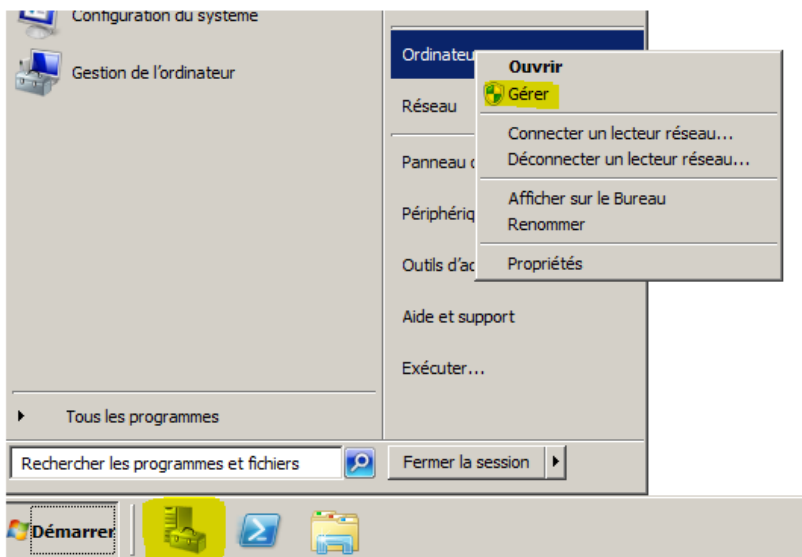 Configuration du système
Gestion de l'ordinateur
Ordinateu
Réseau
Panneau
Périphériq
Outils d'ac
Aide et support
Exécuter...
Ouvrir
Gérer
Connecter un lecteur réseau...
Déconnecter un lecteur réseau...
Afficher sur le Bureau
Renommer
Propriétés
Tous les programmes
Rechercher les programmes et fichiers
Fermer la session
Démarrer